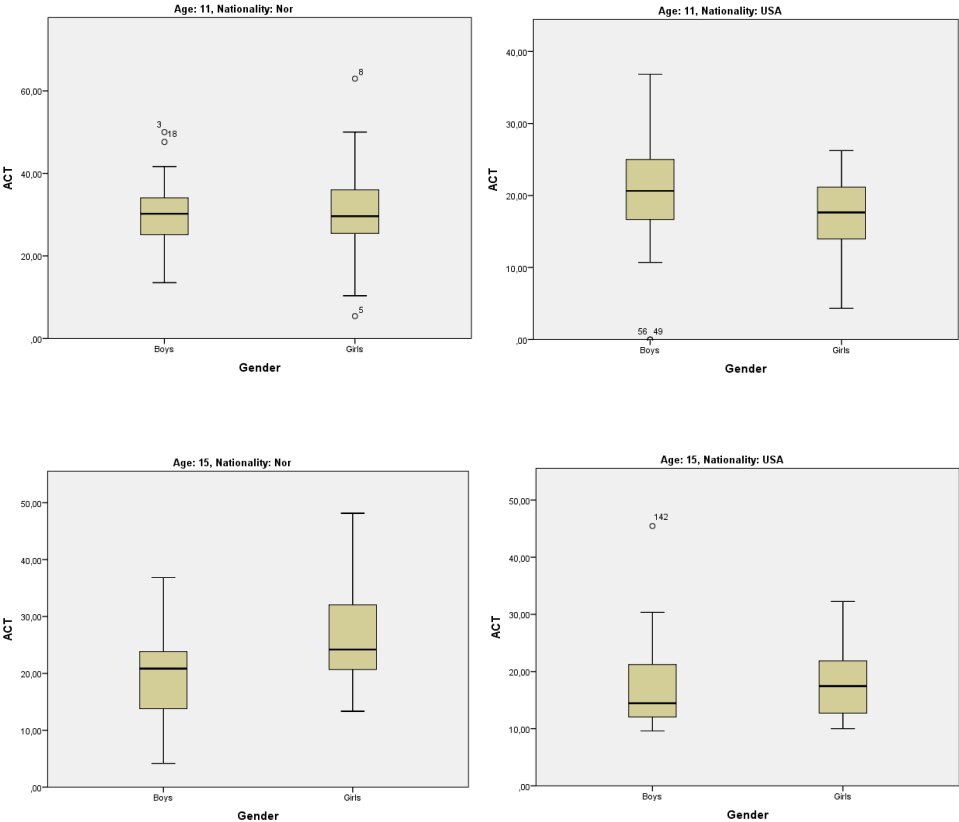 Age: 11, Nationality: Nor
60,00
40,00
20,00
,00
ACT
3
18
8
5
Boys
Girls
Gender
Age: 11, Nationality: USA
40,00
30,00
20,00
10,00
,00
ACT
56 49
Boys
Girls
Gender
Age: 15, Nationality: Nor
50,00
40,00
30,00
20,00
10,00
,00
ACT
Boys
Girls
Gender
Age: 15, Nationality: USA
50,00
40,00
30,00
20,00
10,00
,00
ACT
142
Boys
Girls
Gender